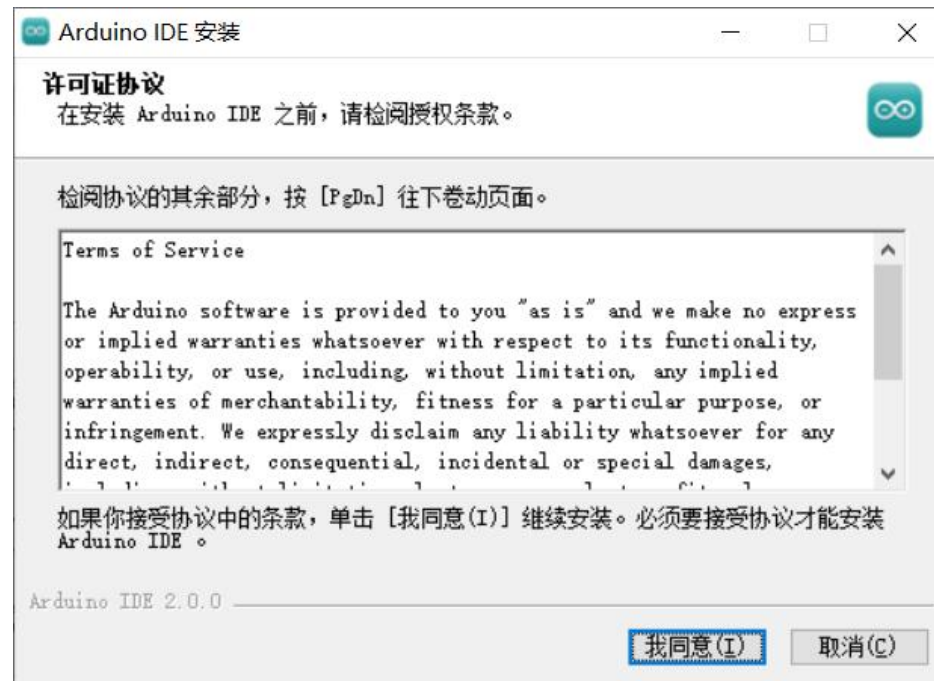 Arduino IDE 安装
许可证协议
在安装 Arduino IDE 之前，请检阅授权条款。
检阅协议的其余部分，按 [PgDn] 往下卷动页面。
Terms of Service
The Arduino software is provided to you "as is" and we make no express
or implied warranties whatsoever with respect to its functionality,
operability, or use, including, without limitation, any implied
warranties of merchantability, fitness for a particular purpose, or
infringement. We expressly disclaim any liability whatsoever for any
direct, indirect, consequential, incidental or special damages,
如果你接受协议中的条款，单击 [我同意(I)] 继续安装。必须要接受协议才能安装
Arduino IDE 。
Arduino IDE 2.0.0
我同意(I)
取消(C)